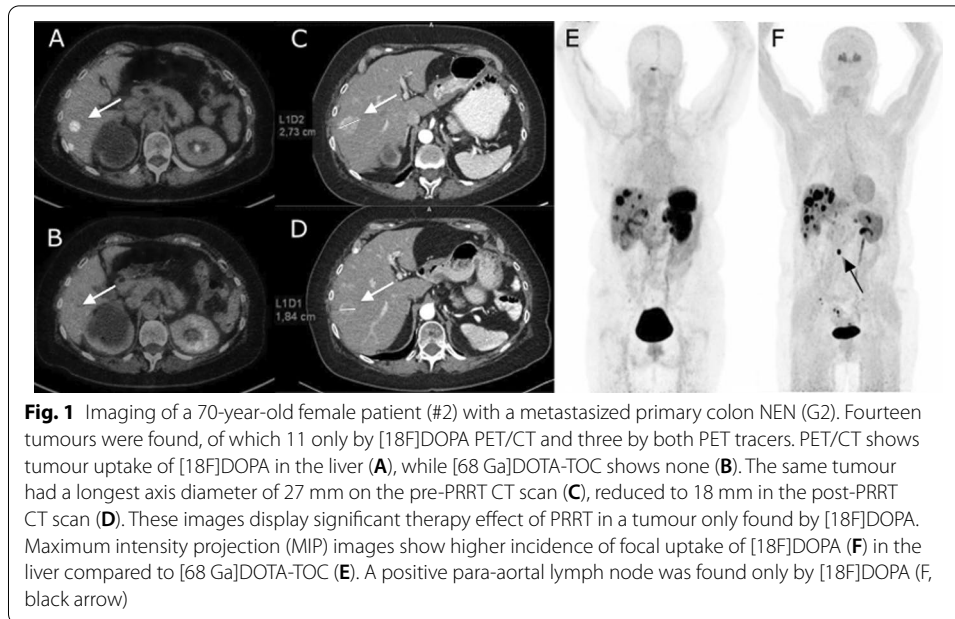 A
C
E
F
L1D2
2,73 cm
B
D
L1D1
1,84 cm
Fig. 1 Imaging of a 70-year-old female patient (#2) with a metastasized primary colon NEN (G2). Fourteen
tumours were found, of which 11 only by [18F]DOPA PET/CT and three by both PET tracers. PET/CT shows
tumour uptake of [18F]DOPA in the liver (A), while [68 Ga]DOTA-TOC shows none (B). The same tumour
had a longest axis diameter of 27 mm on the pre-PRRT CT scan (C), reduced to 18 mm in the post-PRRT
CT scan (D). These images display significant therapy effect of PRRT in a tumour only found by [18F]DOPA.
Maximum intensity projection (MIP) images show higher incidence of focal uptake of [18F]DOPA (F) in the
liver compared to [68 Ga]DOTA-TOC (E). A positive para-aortal lymph node was found only by [18F]DOPA (F,
black arrow)